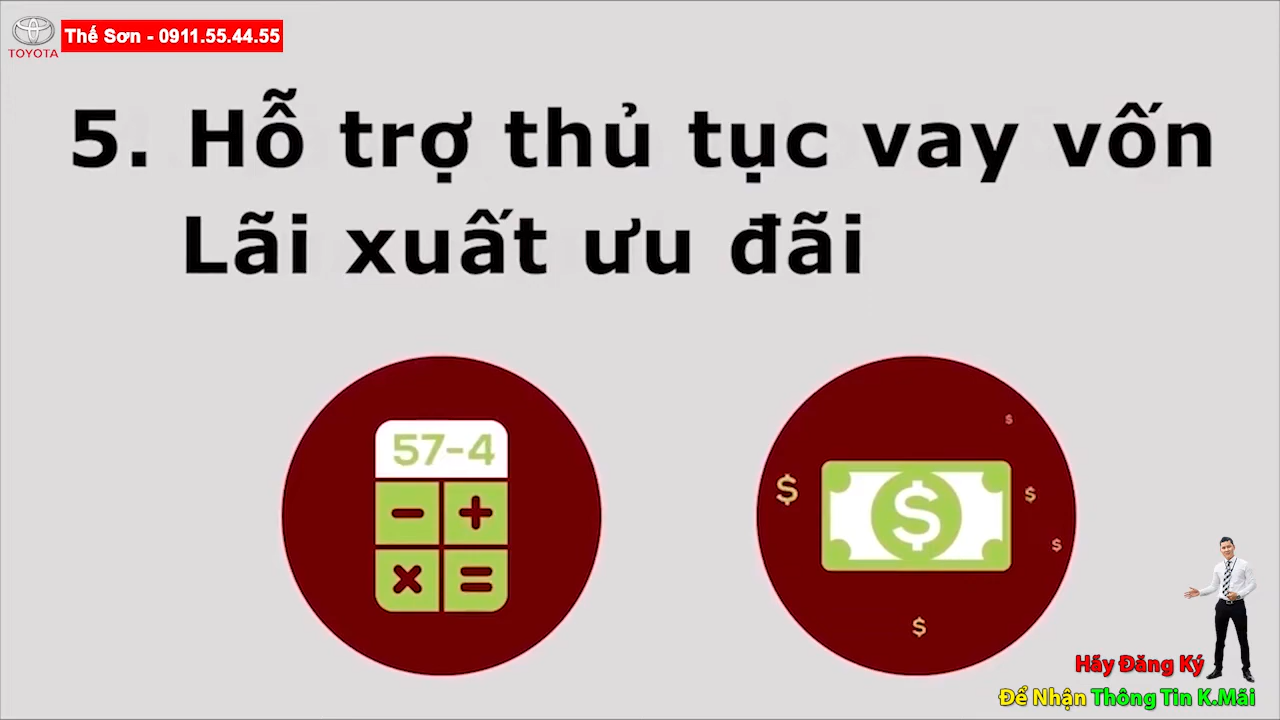 TOYOTA
Thế Sơn - 0911.55.44.55
5. Hỗ trợ thủ tục vay vốn
Lãi xuất ưu đãi
57-4
− +
× =
$
$
$
$
$
$
Hãy Đăng Ký
Để Nhận Thông Tin K.Mãi